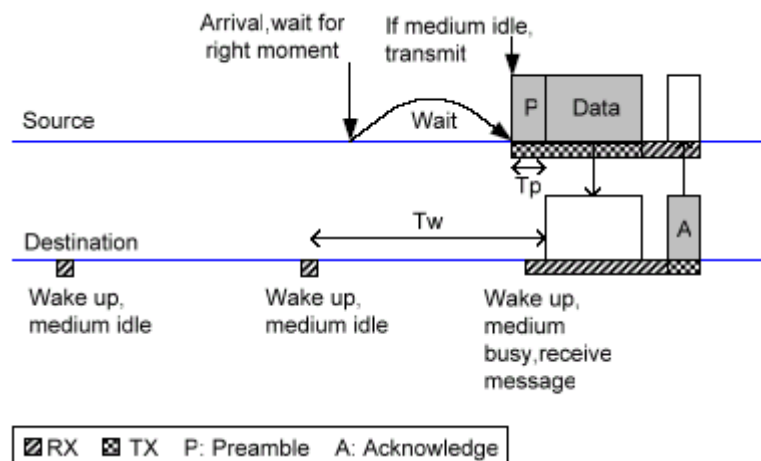 Arrival,wait for
right moment
If medium idle,
transmit
Source
Wait
P
Data
Tp
Tw
Destination
A
Wake up,
medium idle
Wake up,
medium idle
Wake up,
medium
busy,receive
message
RX TX P: Preamble A: Acknowledge